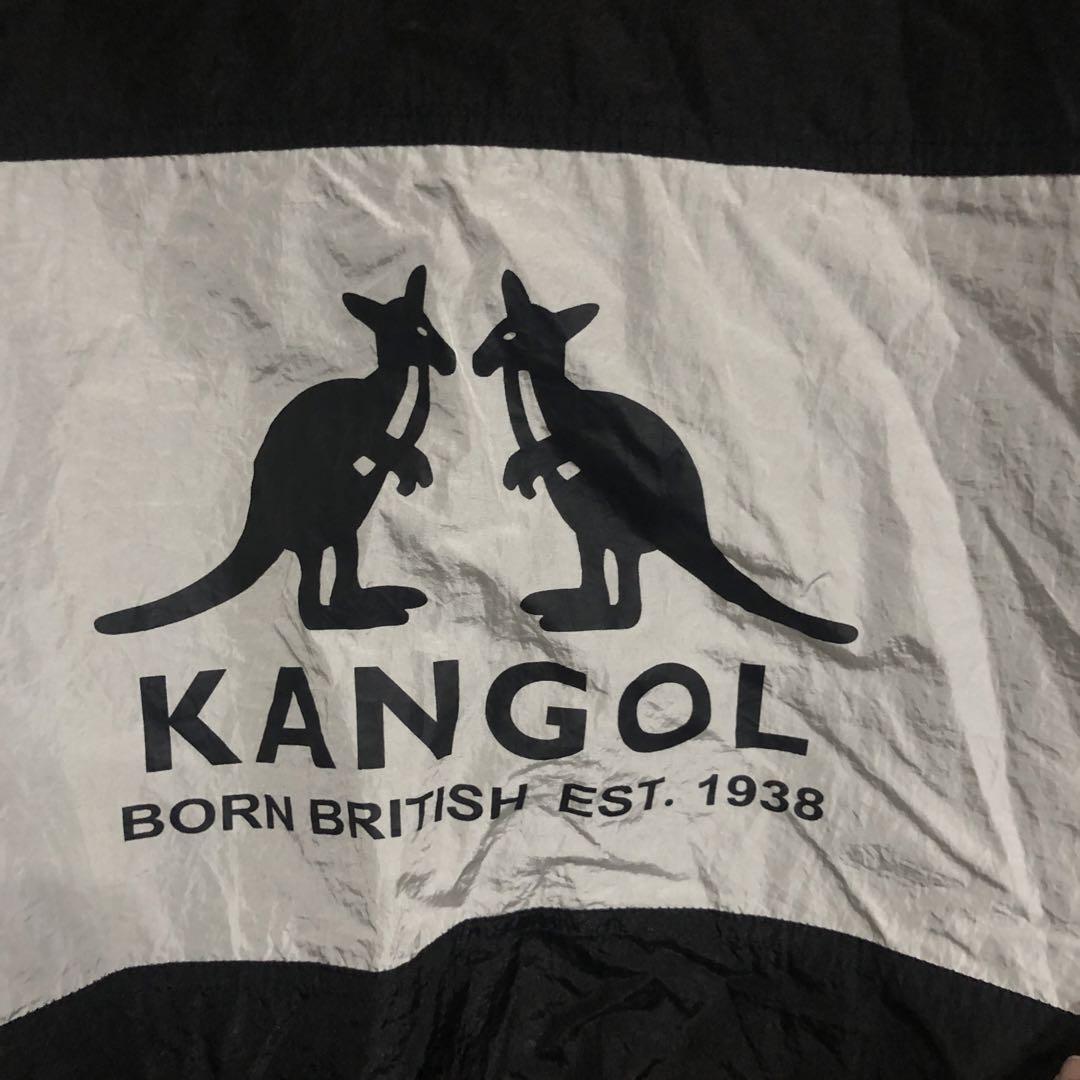 KANGOL
BORN BRITISH EST. 1938